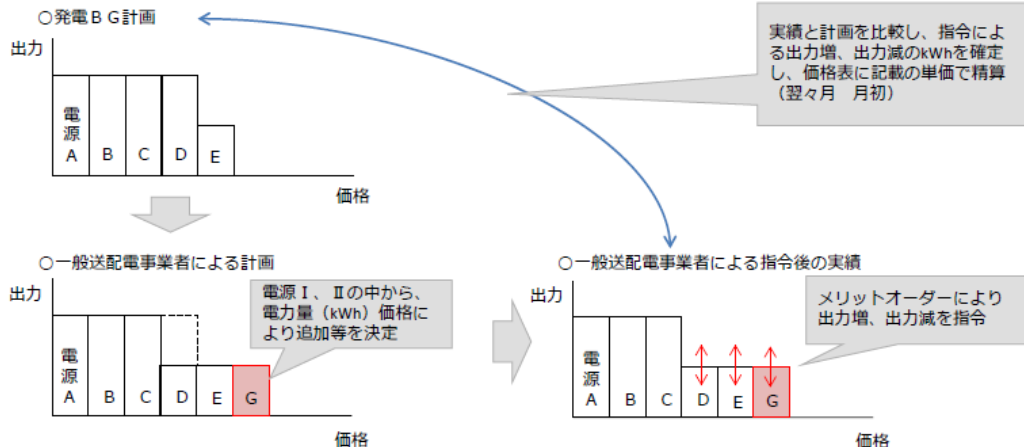 ○発電ＢＧ計画
出力
電
源
A
B
C
D
E
価格
実績と計画を比較し、指令によ
る出力増、出力減のkWhを確定
し、価格表に記載の単価で精算
（翌々月　月初）
○一般送配電事業者による計画
出力
電源Ⅰ、Ⅱの中から、
電力量（kWh）価格に
より追加等を決定
電
源
A
B
C
D
E
G
価格
○一般送配電事業者による指令後の実績
出力
メリットオーダーにより
出力増、出力減を指令
電
源
A
B
C
D
E
G
価格